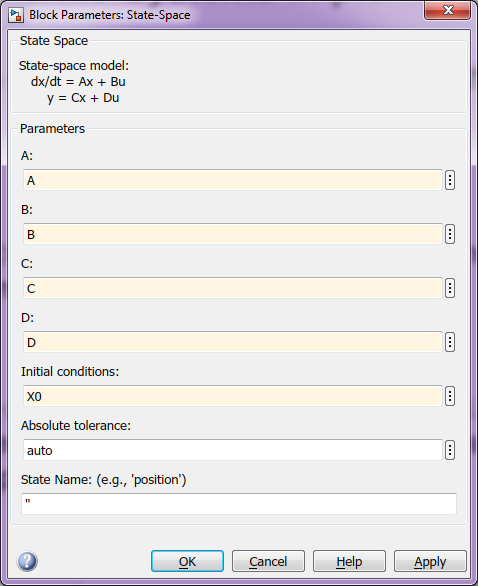 Block Parameters: State-Space
State Space
State-space model:
dx/dt = Ax + Bu
y = Cx + Du
Parameters
A:
A
B:
B
C:
C
D:
D
Initial conditions:
X0
Absolute tolerance:
auto
State Name: (e.g., 'position')
''
OK Cancel Help Apply